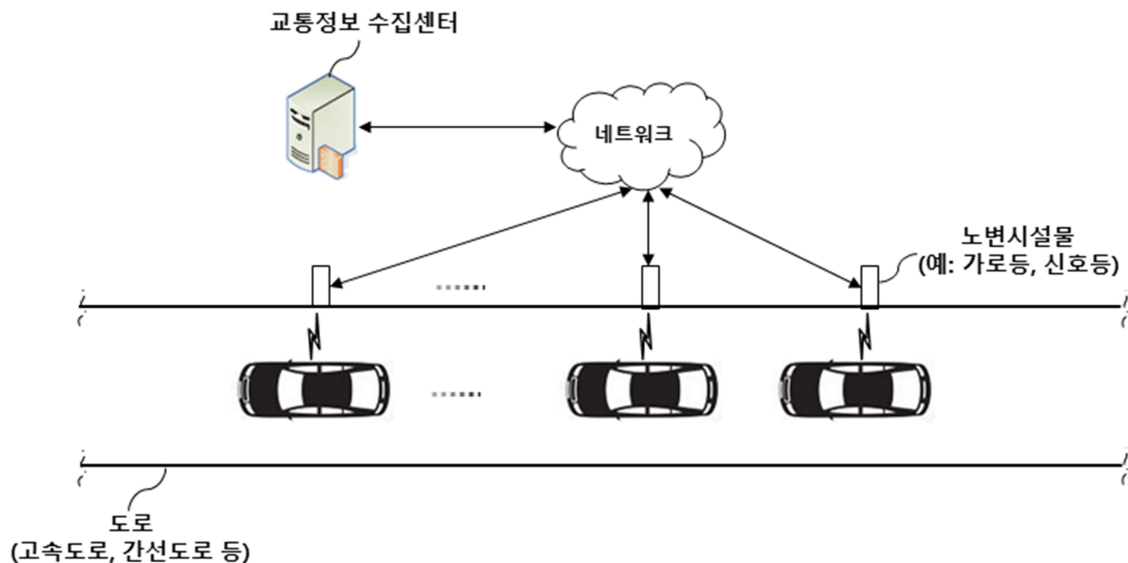 교통정보 수집센터
네트워크
노변시설물
(예: 가로등, 신호등)
도로
(고속도로, 간선도로 등)